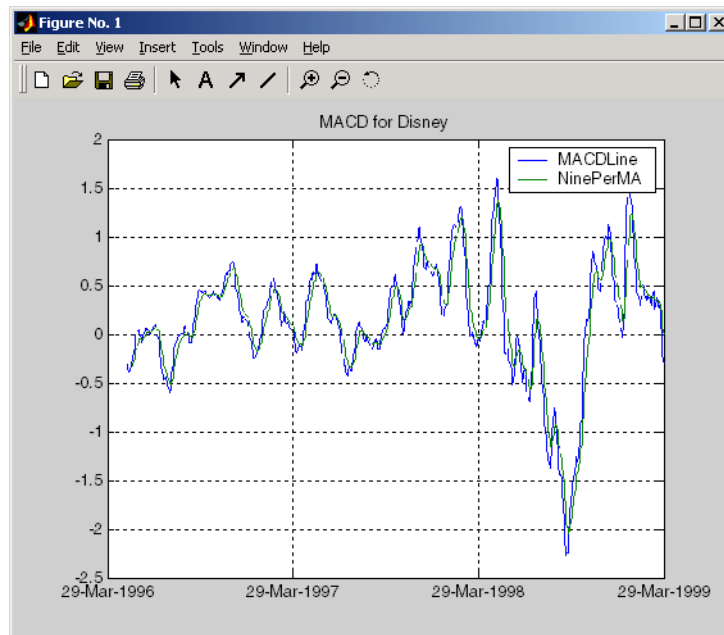 Figure No. 1
File Edit View Insert Tools Window Help
A
MACD for Disney
MACDLine
NinePerMA
2
1.5
1
0.5
0
-0.5
-1
-1.5
-2
-2.5
29-Mar-1996 29-Mar-1997 29-Mar-1998 29-Mar-1999